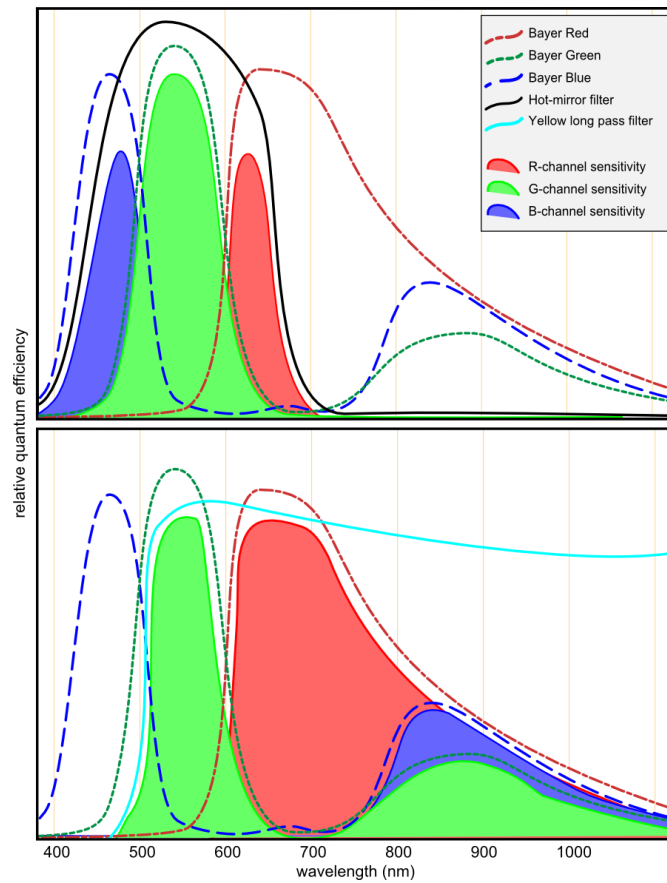 Bayer Red
Bayer Green
Bayer Blue
Hot-mirror filter
Yellow long pass filter
R-channel sensitivity
G-channel sensitivity
B-channel sensitivity
relative quantum efficiency
400 500 600 700 800 900 1000
wavelength (nm)